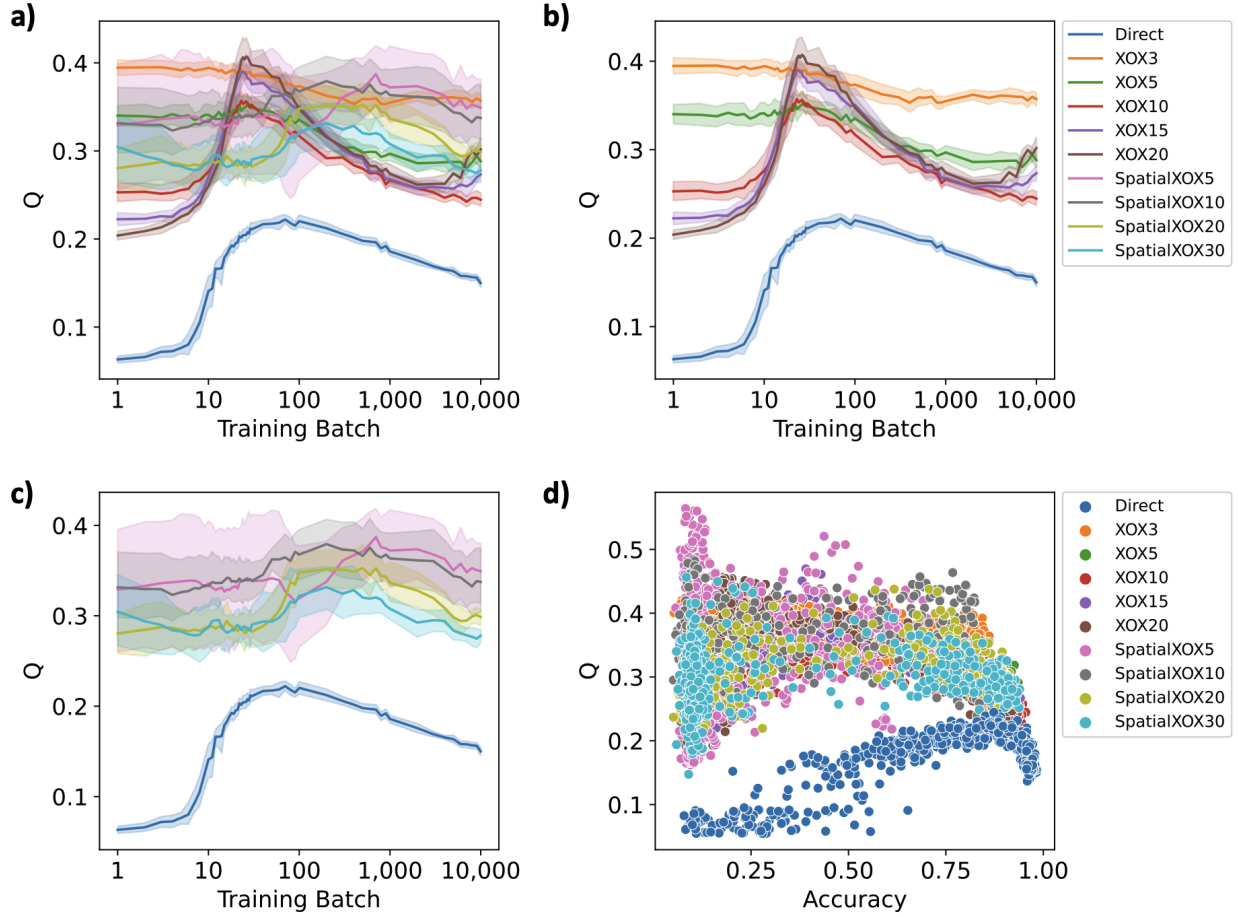 a)
0.4
0.3
0.2
0.1
Q
1 10 100 1,000 10,000
Training Batch
b)
0.4
0.3
0.2
0.1
Q
1 10 100 1,000 10,000
Training Batch
Direct
XOX3
XOX5
XOX10
XOX15
XOX20
SpatialXOX5
SpatialXOX10
SpatialXOX20
SpatialXOX30
c)
0.4
0.3
0.2
0.1
Q
1 10 100 1,000 10,000
Training Batch
d)
0.5
0.4
0.3
0.2
0.1
Q
0.25 0.50 0.75 1.00
Accuracy
Direct
XOX3
XOX5
XOX10
XOX15
XOX20
SpatialXOX5
SpatialXOX10
SpatialXOX20
SpatialXOX30